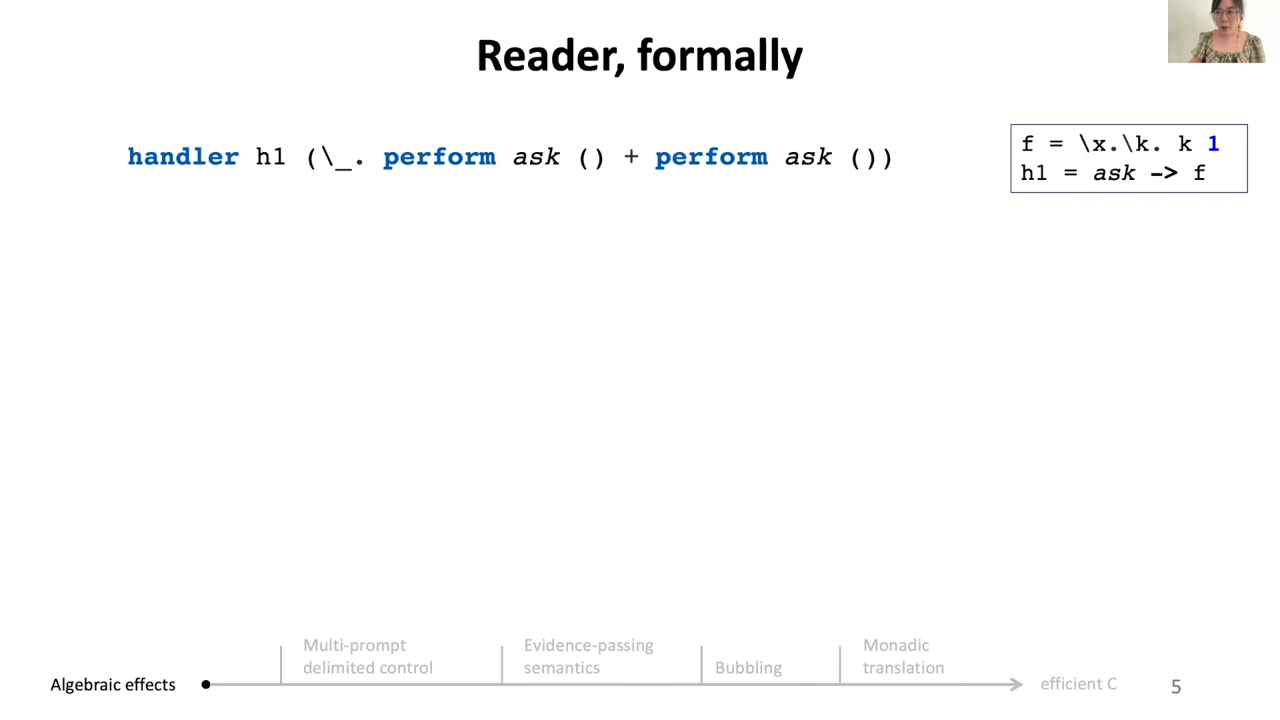 Reader, formally
handler h1 (\_. perform ask () + perform ask ())
f = \x.\k. k 1
h1 = ask -> f
Multi-prompt
delimited control
Evidence-passing
semantics
Bubbling
Monadic
translation
Algebraic effects
efficient C
5